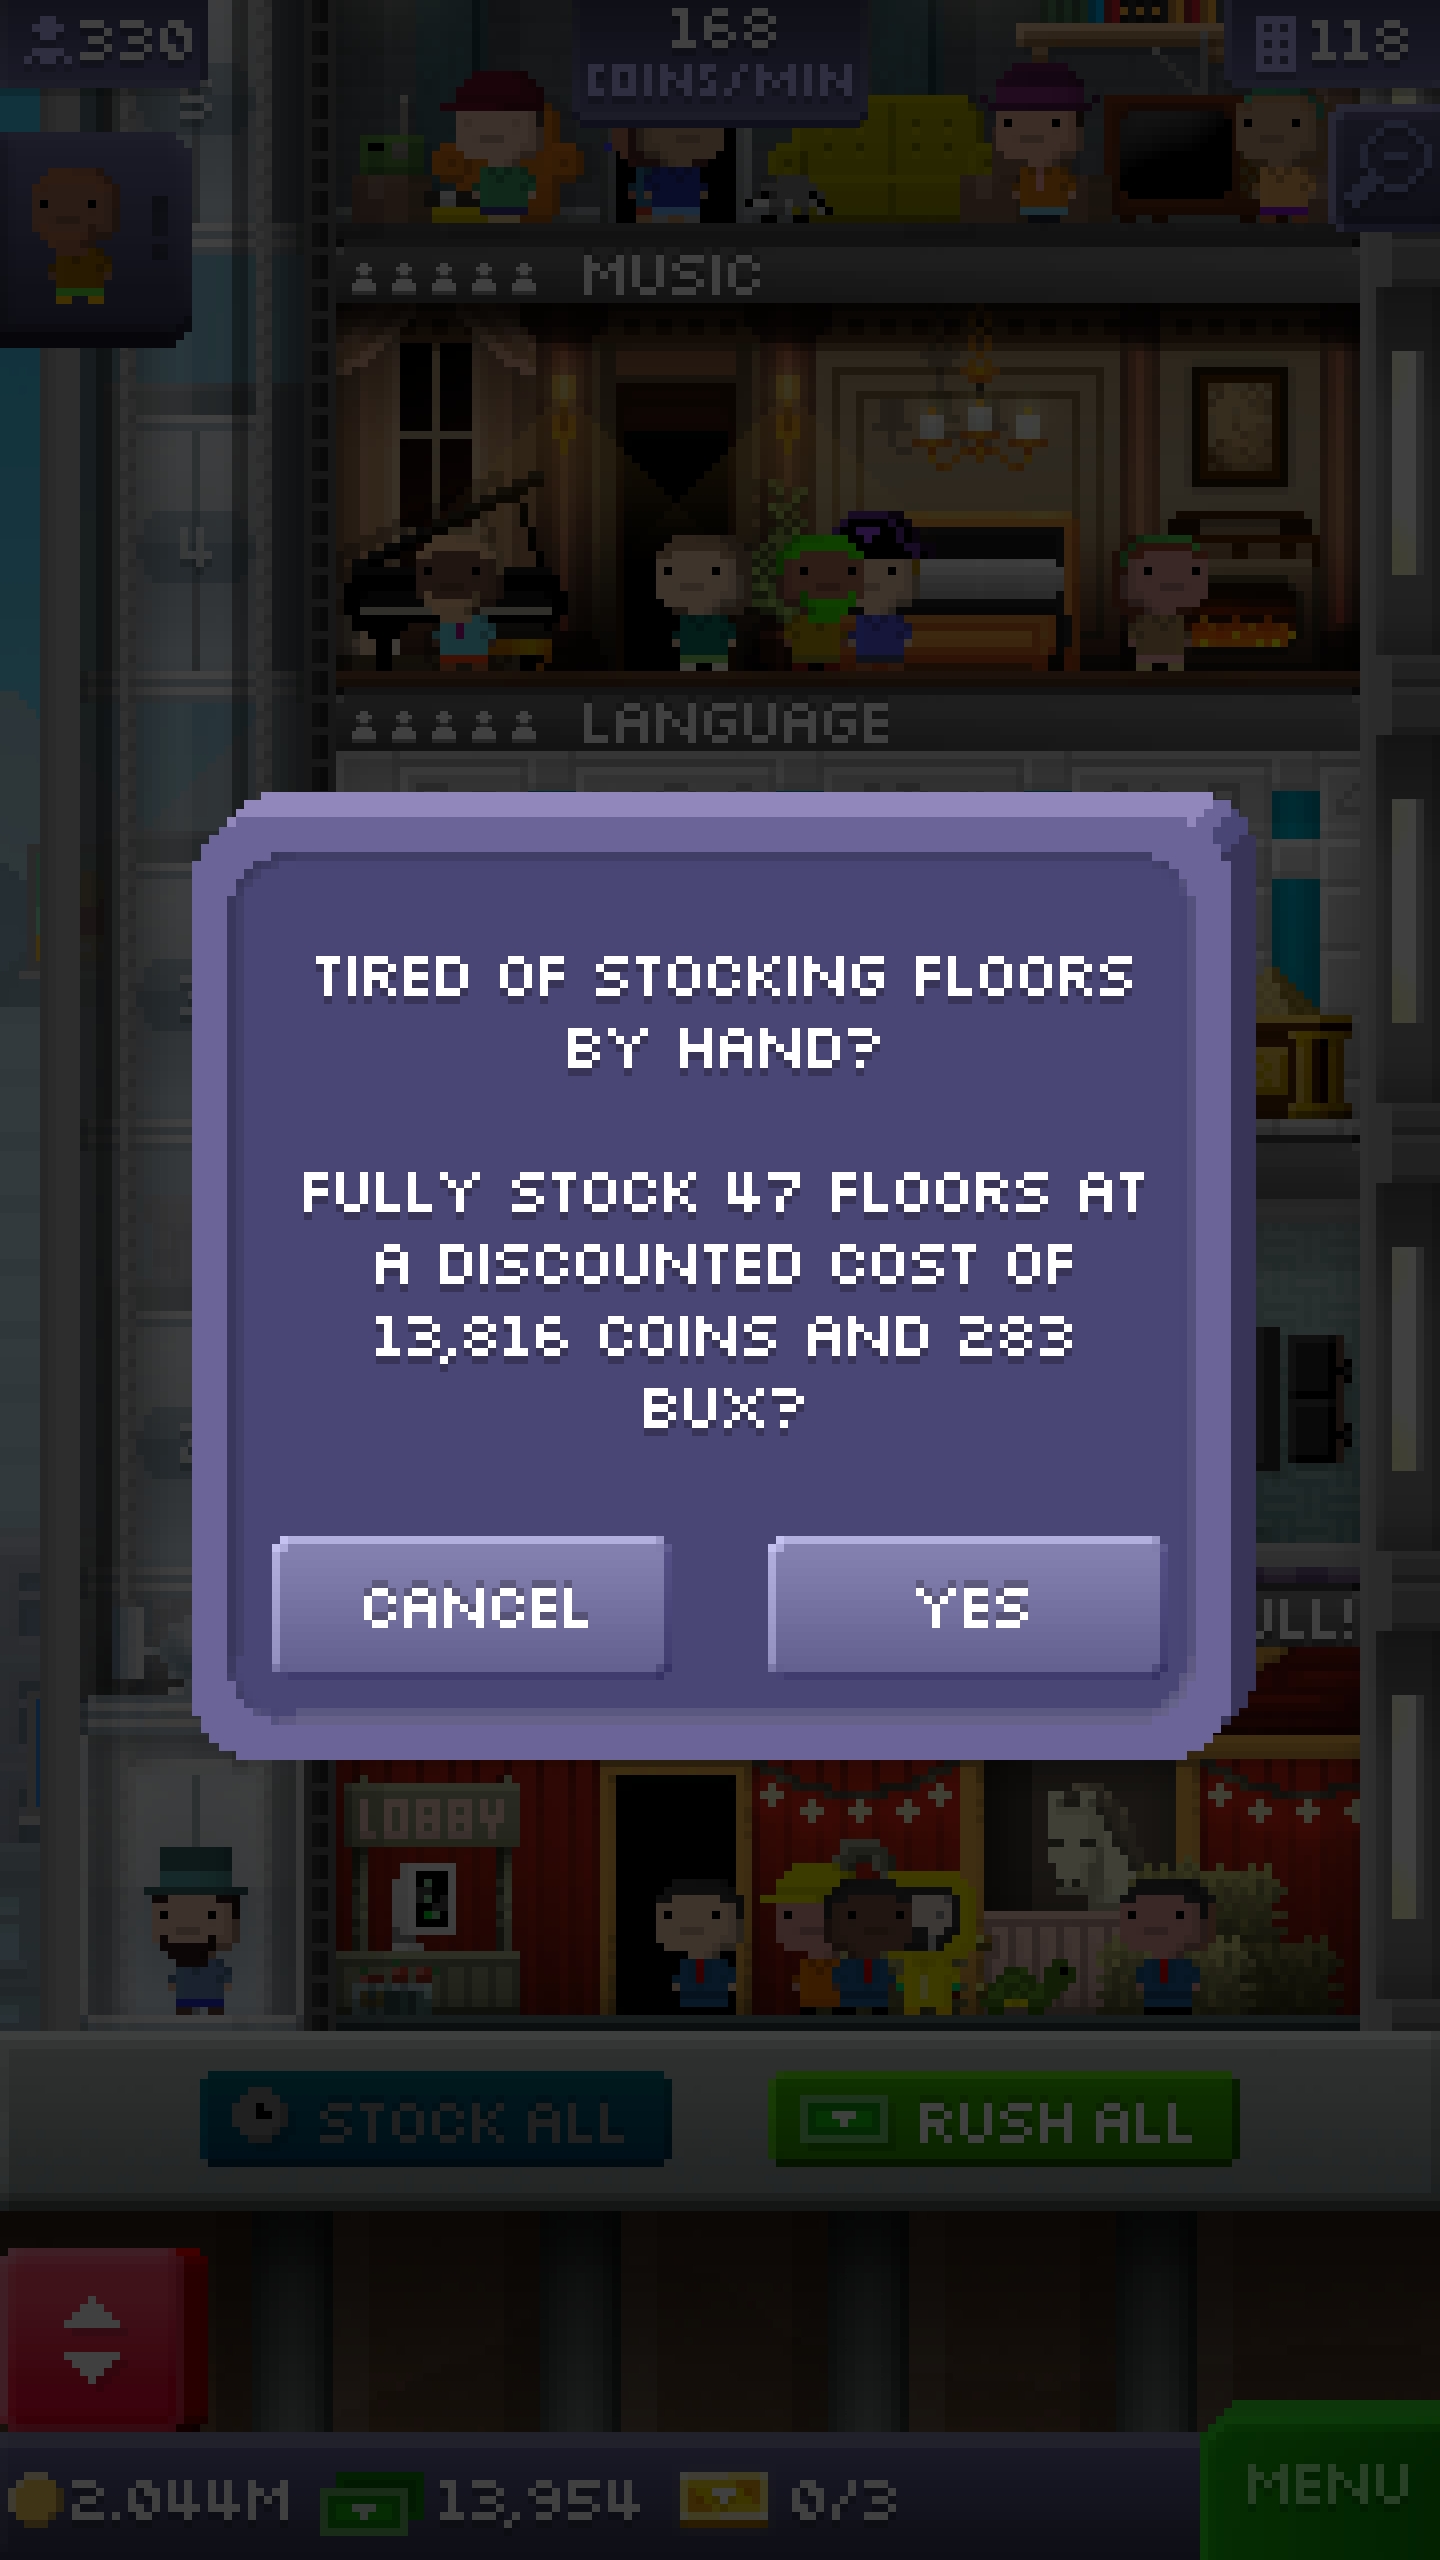 330
168
COINS/MIN
118
5
MUSIC
4
LANGUAGE
TIRED OF STOCKING FLOORS
BY HAND?
FULLY STOCK 47 FLOORS AT
A DISCOUNTED COST OF
13,816 COINS AND 283
BUX?
CANCEL
YES
LOBBY
STOCK ALL
RUSH ALL
2.044M
13,954
0/3
MENU